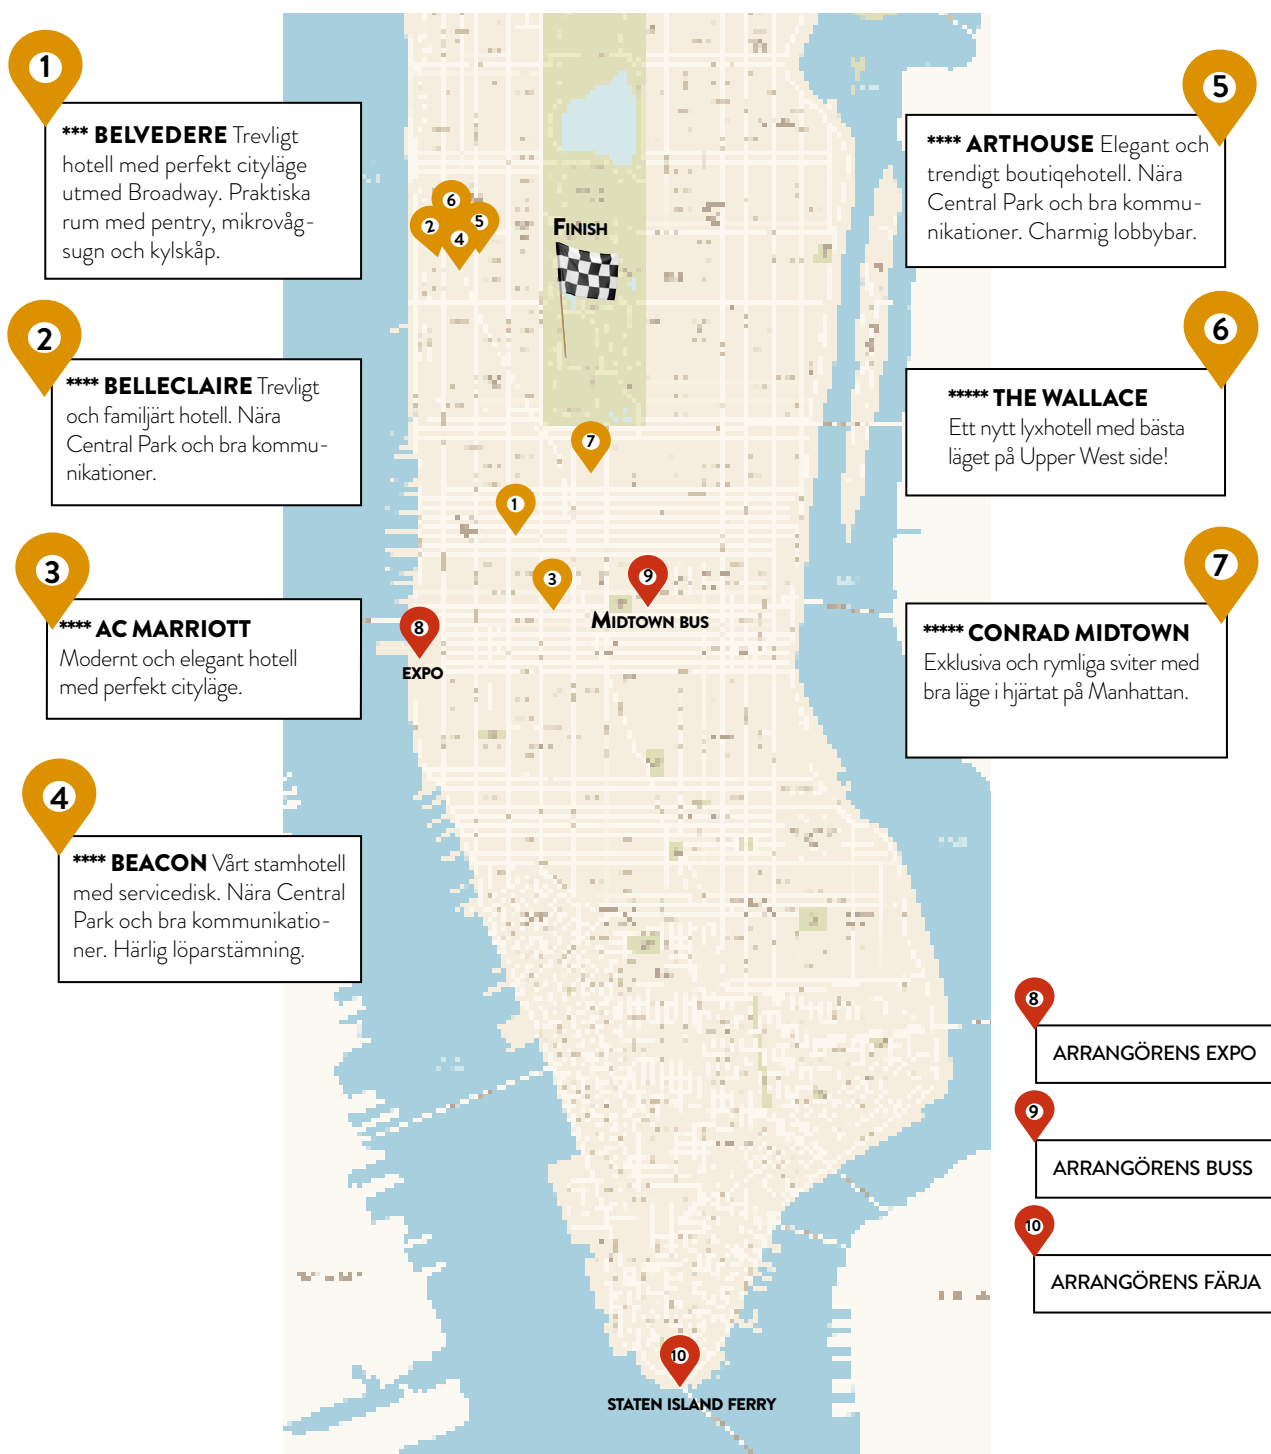 1
*** BELVEDERE Trevligt
hotell med perfekt cityläge
utmed Broadway. Praktiska
rum med pentry, mikrovåg-
sugn och kylskåp.
2
**** BELLECLAIRE Trevligt
och familjärt hotell. Nära
Central Park och bra kommu-
nikationer.
3
**** AC MARRIOTT
Modernt och elegant hotell
med perfekt cityläge.
4
**** BEACON Vårt stamhotell
med servicedisk. Nära Central
Park och bra kommunikatio-
ner. Härlig löparstämning.
6
2
5
4
FINISH
7
1
3
9
MIDTOWN BUS
8
EXPO
10
STATEN ISLAND FERRY
5
**** ARTHOUSE Elegant och
trendigt boutiqehotell. Nära
Central Park och bra kommu-
nikationer. Charmig lobbybar.
6
***** THE WALLACE
Ett nytt lyxhotell med bästa
läget på Upper West side!
7
***** CONRAD MIDTOWN
Exklusiva och rymliga sviter med
bra läge i hjärtat på Manhattan.
8
ARRANGÖRENS EXPO
9
ARRANGÖRENS BUSS
10
ARRANGÖRENS FÄRJA